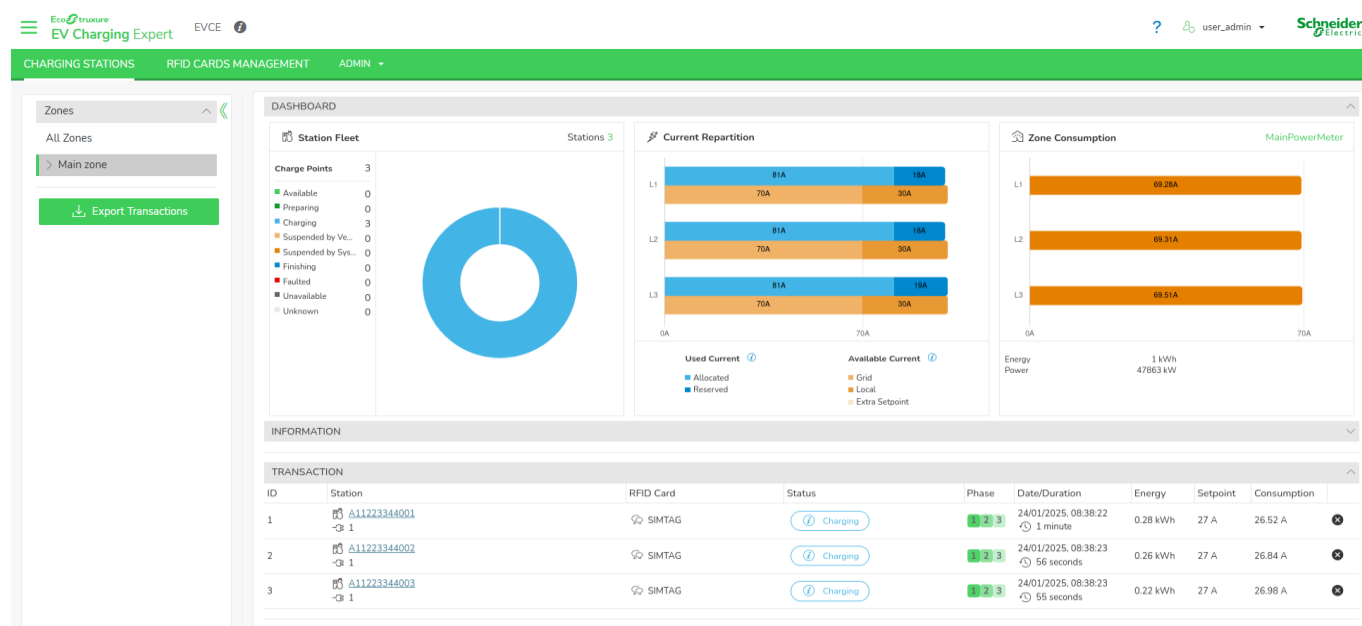 EcoStruxure
EV Charging Expert
EVCE
? user_admin
Schneider
Electric
CHARGING STATIONS RFID CARDS MANAGEMENT ADMIN
Zones
All Zones
Main zone
Export Transactions
DASHBOARD
Station Fleet Stations 3
Charge Points 3
Available 0
Preparing 0
Charging 3
Suspended by Ve... 0
Suspended by Sys... 0
Finishing 0
Faulted 0
Unavailable 0
Unknown 0
Current Repartition
L1 81A 18A
70A 30A
L2 81A 18A
70A 30A
L3 81A 19A
70A 30A
0A 70A
Used Current Available Current
Allocated Grid
Reserved Local
Extra Setpoint
Zone Consumption MainPowerMeter
L1 69.28A
L2 69.31A
L3 69.51A
0A 70A
Energy 1 kWh
Power 47863 kW
INFORMATION
TRANSACTION
ID Station RFID Card Status Phase Date/Duration Energy Setpoint Consumption
1 A11223344001 1 SIMTAG Charging 1 2 3 24/01/2025, 08:38:22 1 minute 0.28 kWh 27 A 26.52 A
2 A11223344002 1 SIMTAG Charging 1 2 3 24/01/2025, 08:38:23 56 seconds 0.26 kWh 27 A 26.84 A
3 A11223344003 1 SIMTAG Charging 1 2 3 24/01/2025, 08:38:23 55 seconds 0.22 kWh 27 A 26.98 A